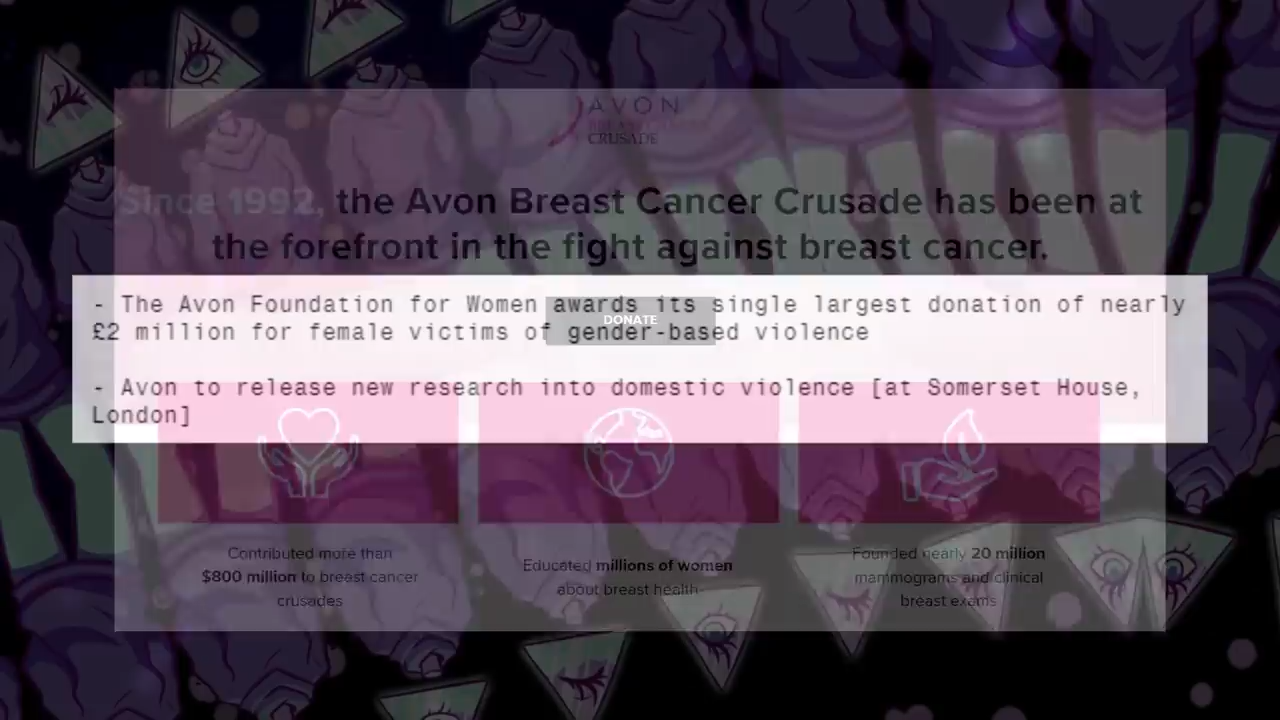 AVON
BREAST CANCER
CRUSADE
Since 1992, the Avon Breast Cancer Crusade has been at
the forefront in the fight against breast cancer.
- The Avon Foundation for Women awards its single largest donation of nearly
£2 million for female victims of gender-based violence
DONATE
- Avon to release new research into domestic violence [at Somerset House,
London]
Contributed more than
$800 million to breast cancer
crusades
Educated millions of women
about breast health
Founded nearly 20 million
mammograms and clinical
breast exams